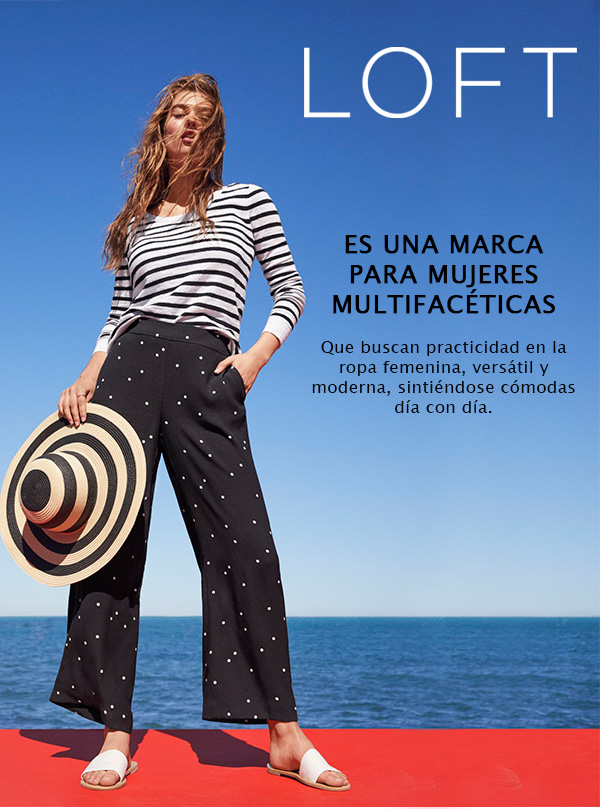 LOFT
ES UNA MARCA
PARA MUJERES
MULTIFACÉTICAS
Que buscan practicidad en la
ropa femenina, versátil y
moderna, sintiéndose cómodas
día con día.